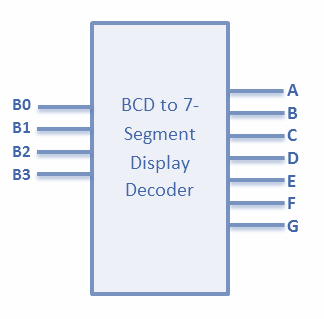 B0
B1
B2
B3
BCD to 7-
Segment
Display
Decoder
A
B
C
D
E
F
G